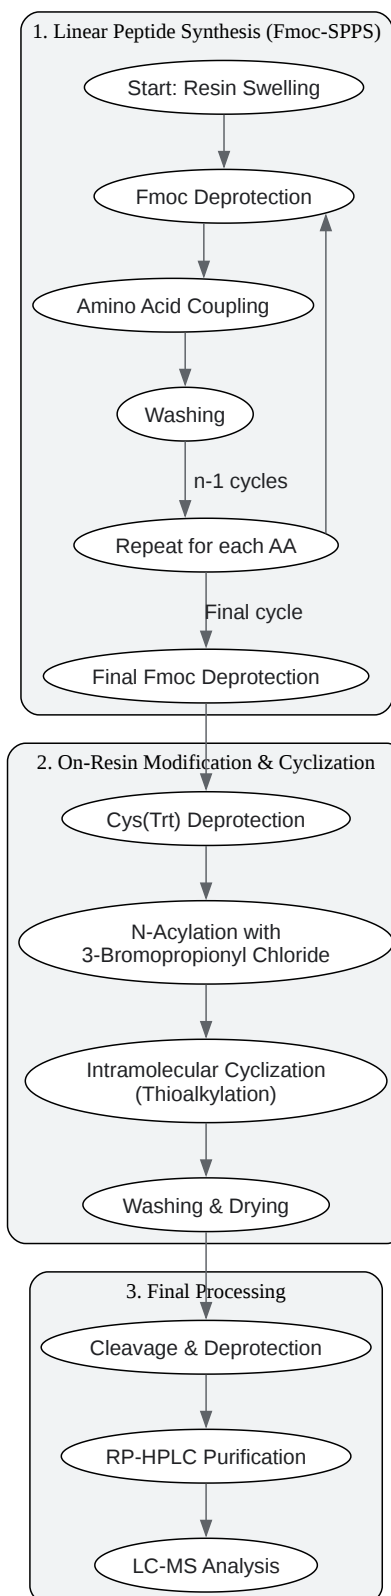 1. Linear Peptide Synthesis (Fmoc-SPPS)
Start: Resin Swelling
Fmoc Deprotection
Amino Acid Coupling
Washing
n-1 cycles
Repeat for each AA
Final cycle
Final Fmoc Deprotection
2. On-Resin Modification & Cyclization
Cys(Trt) Deprotection
N-Acylation with
3-Bromopropionyl Chloride
Intramolecular Cyclization
(Thioalkylation)
Washing & Drying
3. Final Processing
Cleavage & Deprotection
RP-HPLC Purification
LC-MS Analysis